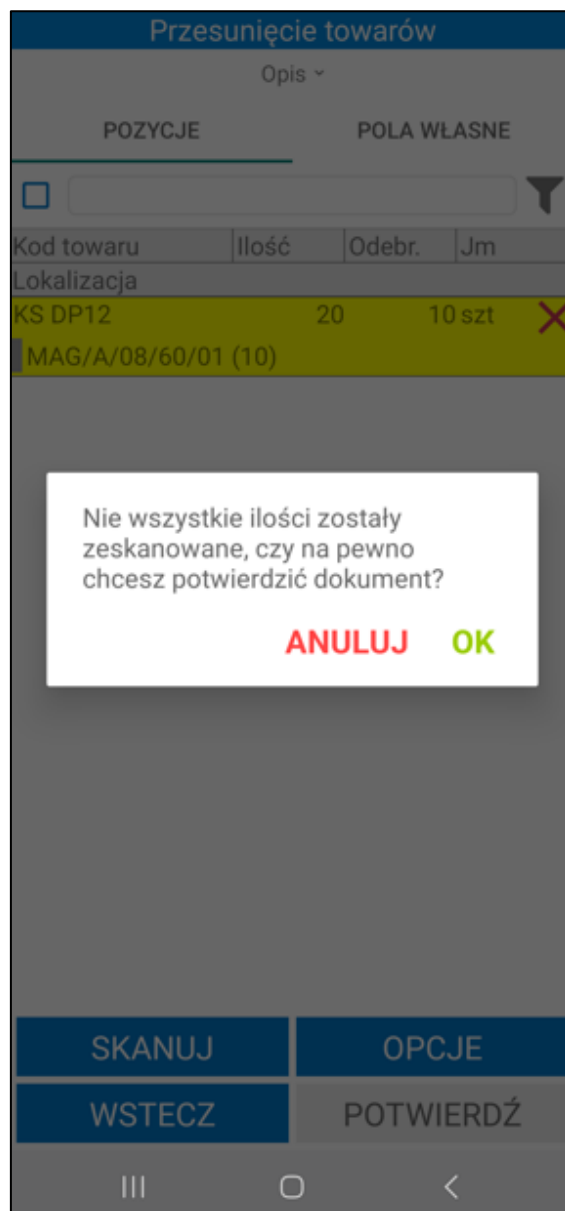 Przesunięcie towarów
Opis
POZYCJE POLA WŁASNE
Kod towaru Ilość Odebr. Jm
Lokalizacja
KS DP12 20 10 szt
MAG/A/08/60/01 (10)
Nie wszystkie ilości zostały
zeskanowane, czy na pewno
chcesz potwierdzić dokument?
ANULUJ OK
SKANUJ OPCJE
WSTECZ POTWIERDŹ